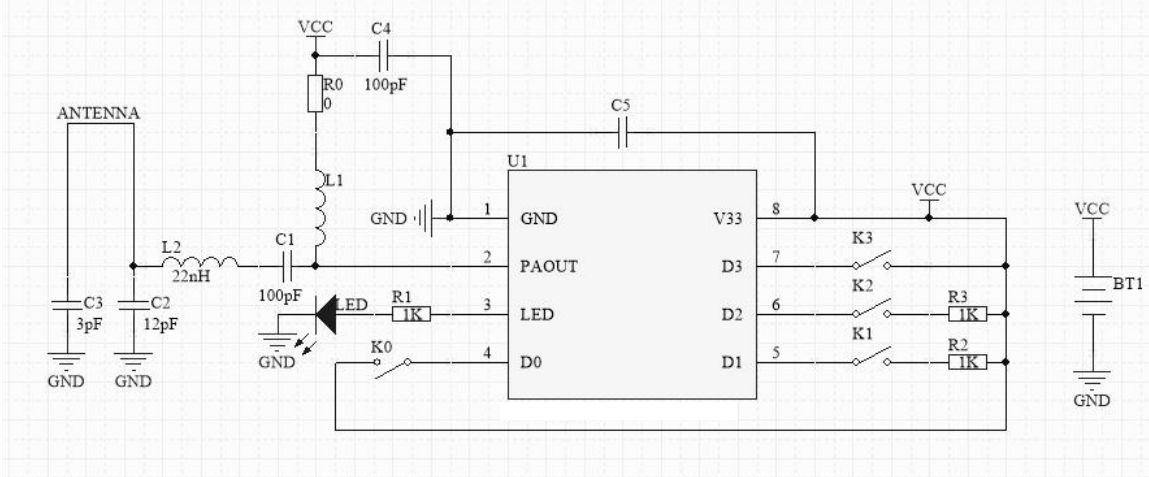 VCC
C4
100pF
R0
0
ANTENNA
C5
U1
L1
VCC
VCC
GND
1
GND
V33
8
L2
22nH
C1
100pF
2
PAOUT
D3
7
K3
C3
3pF
C2
12pF
LED
R1
1K
3
LED
D2
6
K2
R3
1K
BT1
GND
K0
4
D0
D1
5
K1
R2
1K
GND
GND
GND